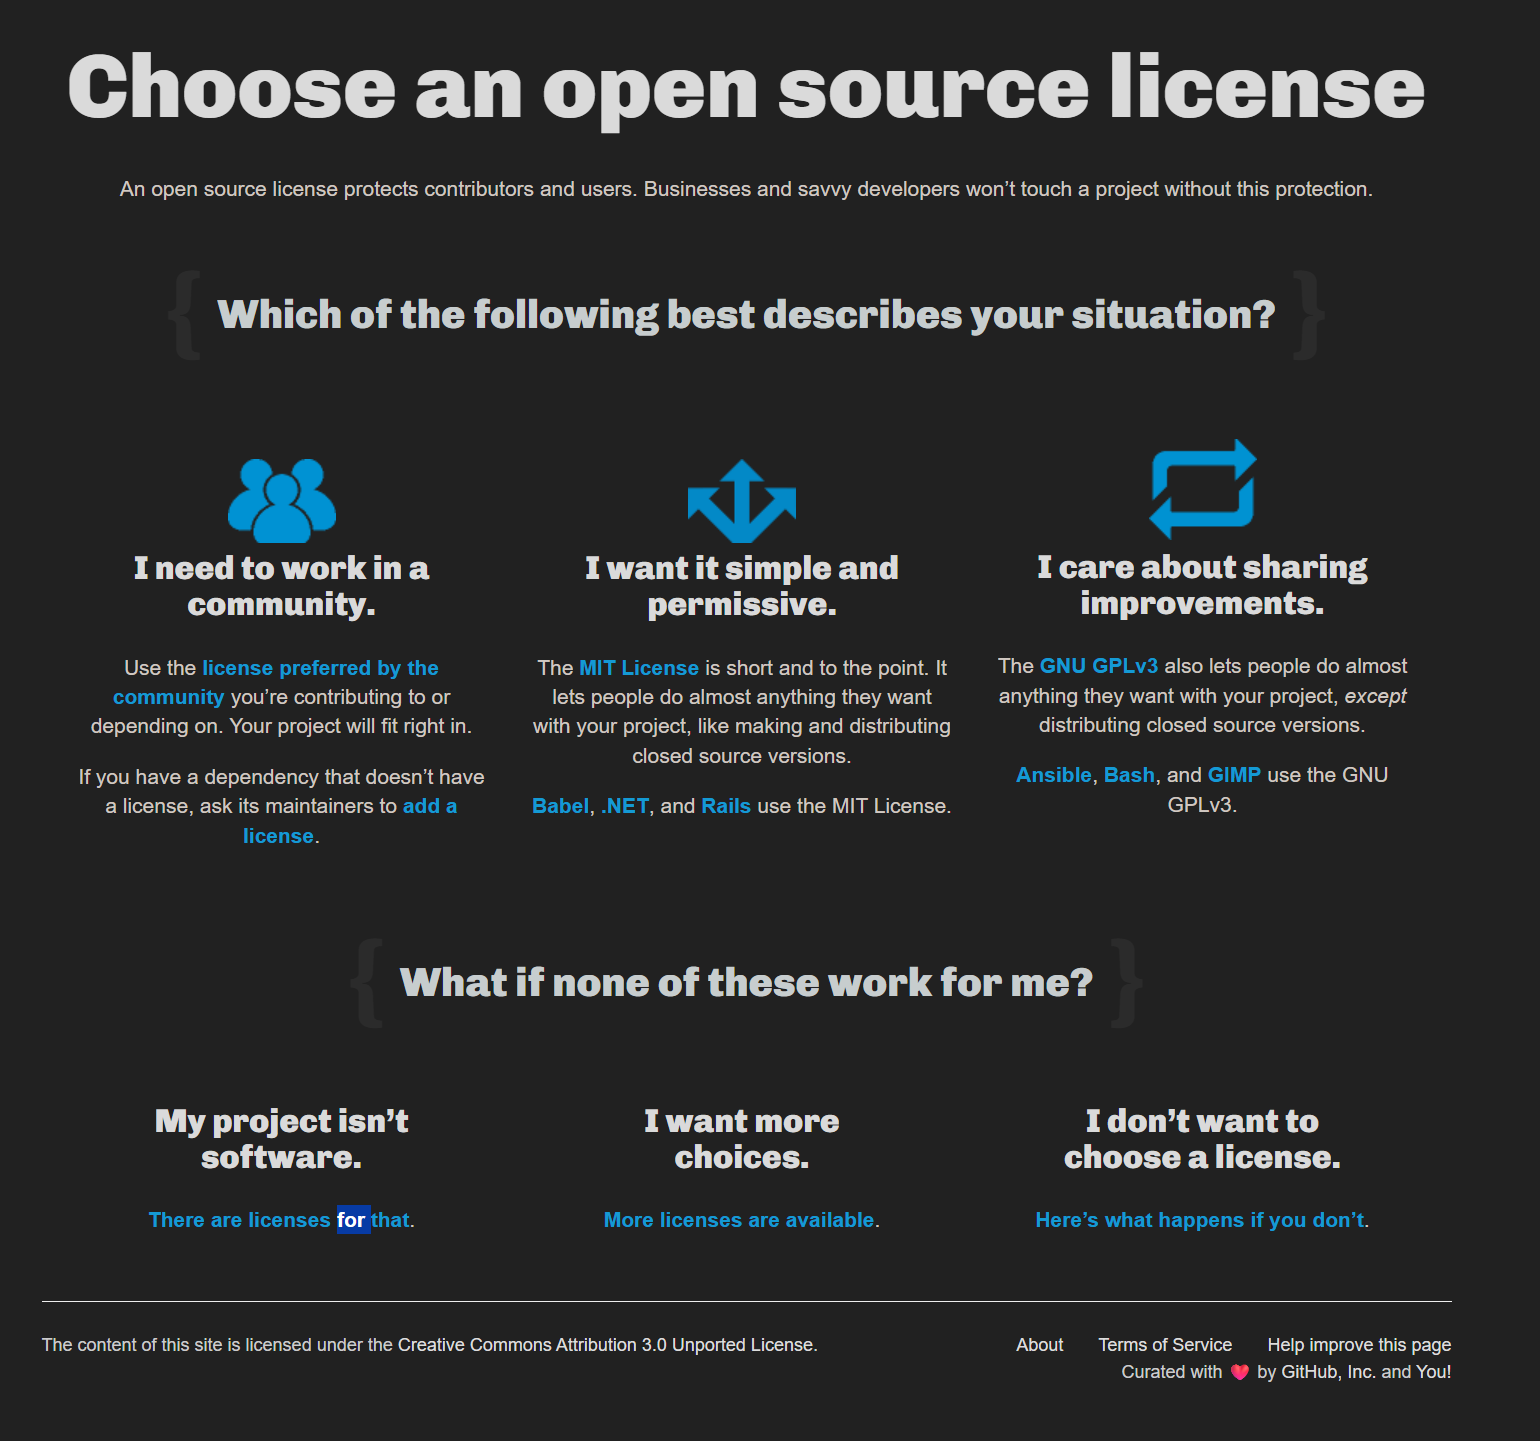 Choose an open source license
An open source license protects contributors and users. Businesses and savvy developers won’t touch a project without this protection.
{ Which of the following best describes your situation? }
I need to work in a
community.
Use the license preferred by the
community you’re contributing to or
depending on. Your project will fit right in.
If you have a dependency that doesn’t have
a license, ask its maintainers to add a
license.
I want it simple and
permissive.
The MIT License is short and to the point. It
lets people do almost anything they want
with your project, like making and distributing
closed source versions.
Babel, .NET, and Rails use the MIT License.
I care about sharing
improvements.
The GNU GPLv3 also lets people do almost
anything they want with your project, except
distributing closed source versions.
Ansible, Bash, and GIMP use the GNU
GPLv3.
{ What if none of these work for me? }
My project isn’t
software.
There are licenses for that.
I want more
choices.
More licenses are available.
I don’t want to
choose a license.
Here’s what happens if you don’t.
The content of this site is licensed under the Creative Commons Attribution 3.0 Unported License.
About Terms of Service Help improve this page
Curated with ❤️ by GitHub, Inc. and You!